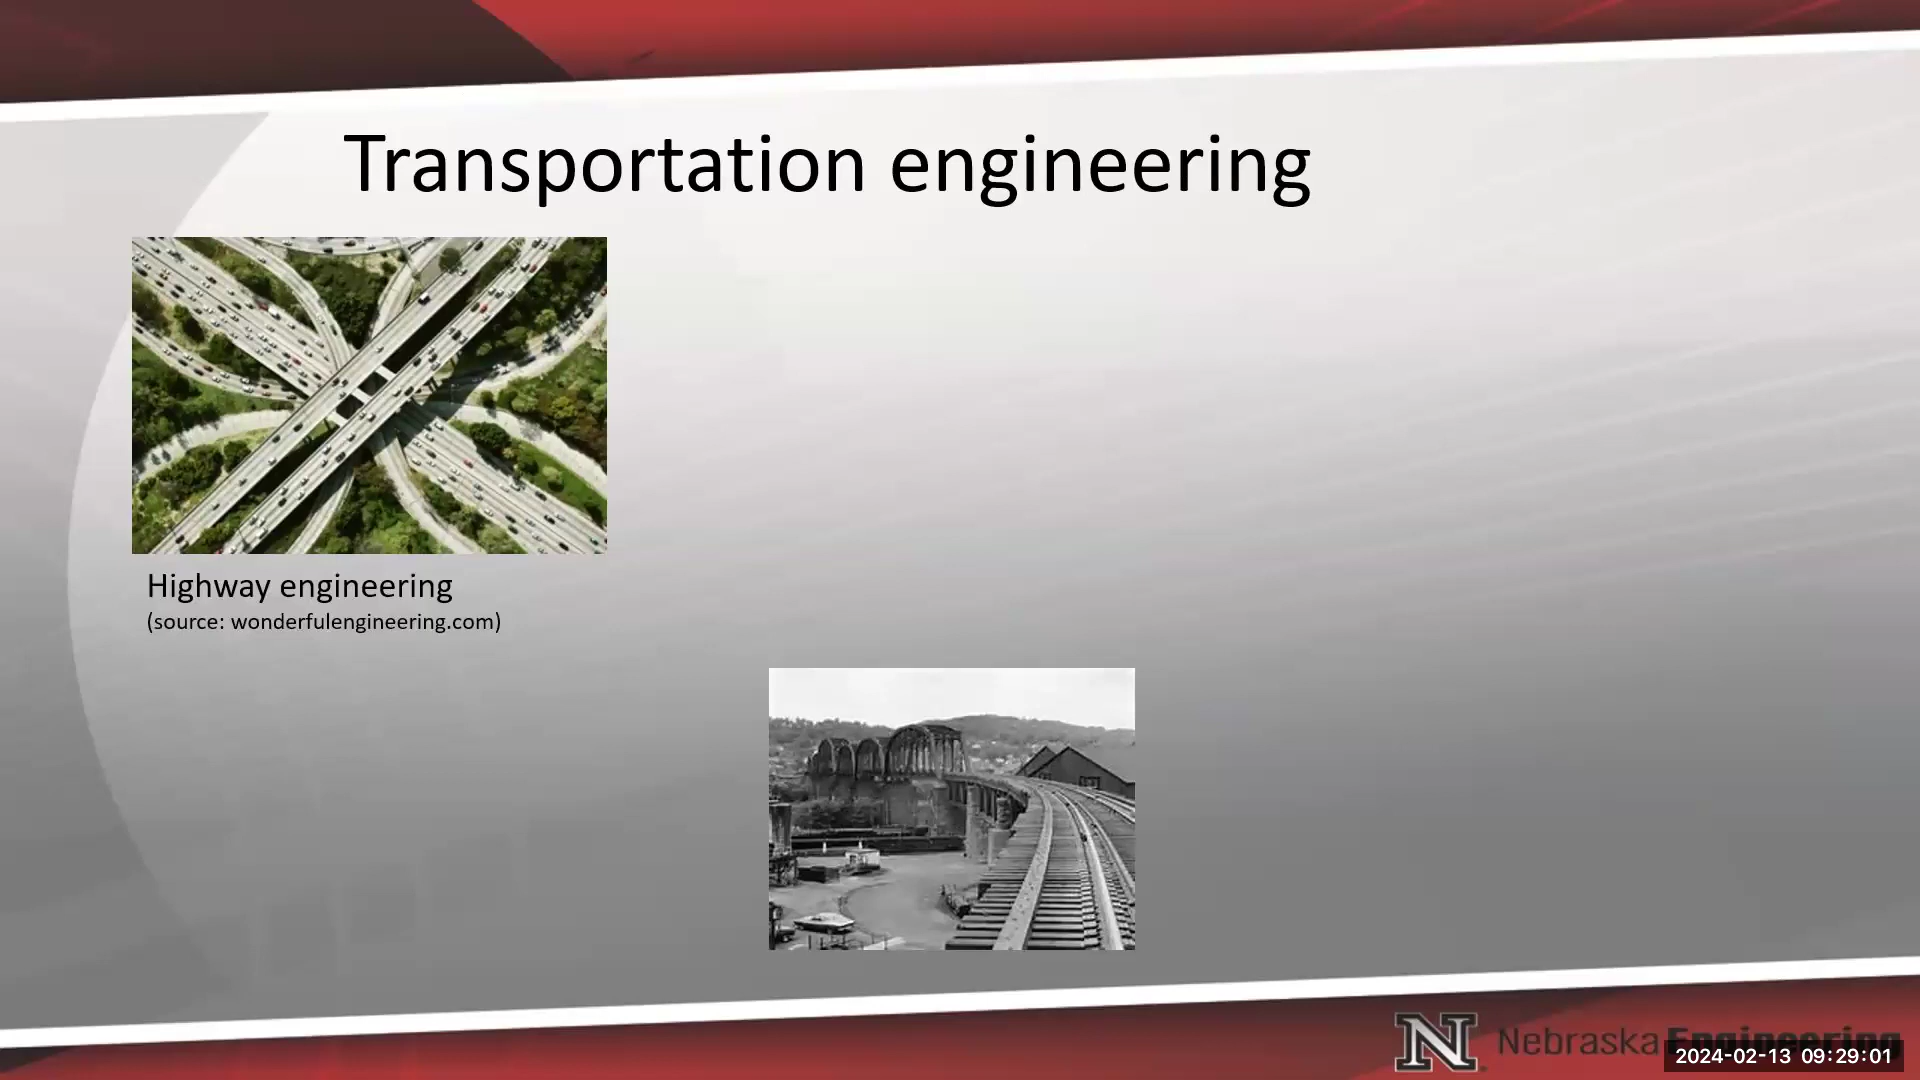 Transportation engineering
Highway engineering
(source: wonderfulengineering.com)
N Nebraska Engineering
2024-02-13 09:29:01